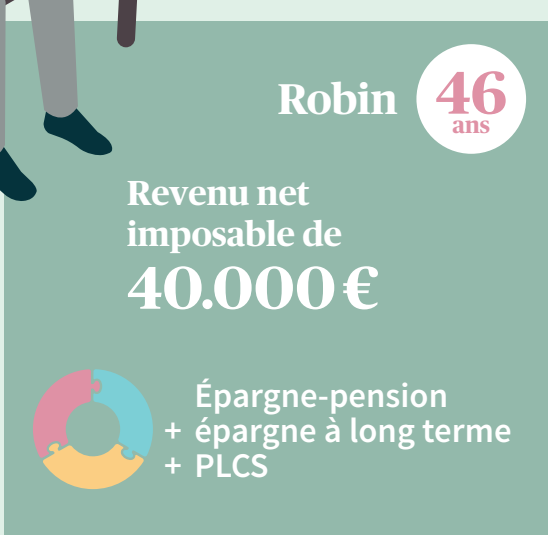 Robin
46
ans
Revenu net
imposable de
40.000 €
Épargne-pension
+ épargne à long terme
+ PLCS